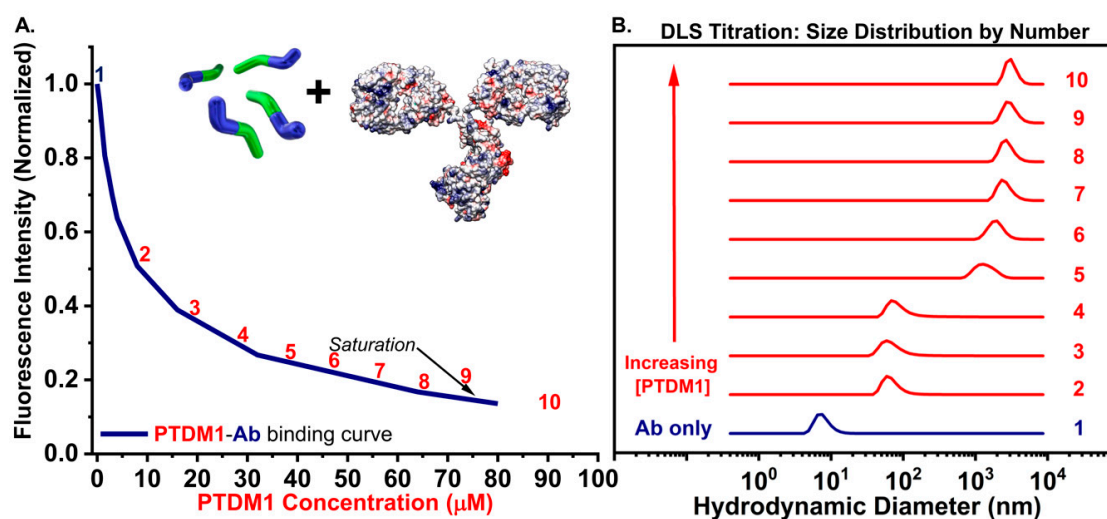 A.
Fluorescence Intensity (Normalized)
1.0
0.8
0.6
0.4
0.2
0.0
1
+
2
3
4
5
6
7
8
9
10
Saturation
PTDM1-Ab binding curve
0 10 20 30 40 50 60 70 80 90 100
PTDM1 Concentration (μM)
B.
DLS Titration: Size Distribution by Number
10
9
8
7
6
5
4
Increasing
[PTDM1]
3
2
Ab only
1
10^0 10^1 10^2 10^3 10^4
Hydrodynamic Diameter (nm)